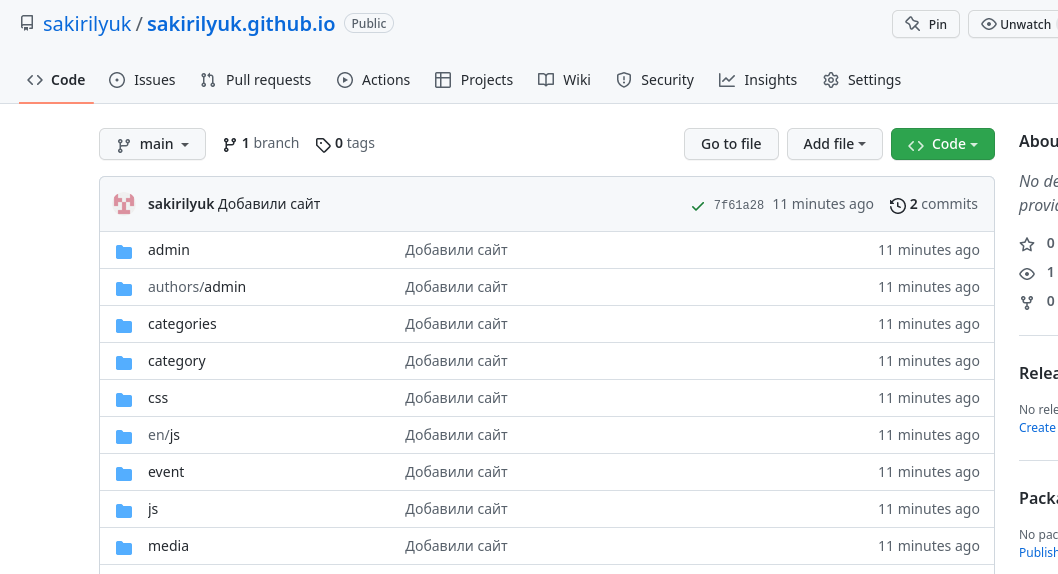 sakirilyuk / sakirilyuk.github.io Public Pin Unwatch
Code Issues Pull requests Actions Projects Wiki Security Insights Settings
main 1 branch 0 tags Go to file Add file Code
sakirilyuk Добавили сайт 7f61a28 11 minutes ago 2 commits
admin Добавили сайт 11 minutes ago
authors/admin Добавили сайт 11 minutes ago
categories Добавили сайт 11 minutes ago
category Добавили сайт 11 minutes ago
css Добавили сайт 11 minutes ago
en/js Добавили сайт 11 minutes ago
event Добавили сайт 11 minutes ago
js Добавили сайт 11 minutes ago
media Добавили сайт 11 minutes ago
Abou
No de
provid
0
1
0
Relea
No rele
Create
Packa
No pac
Publish